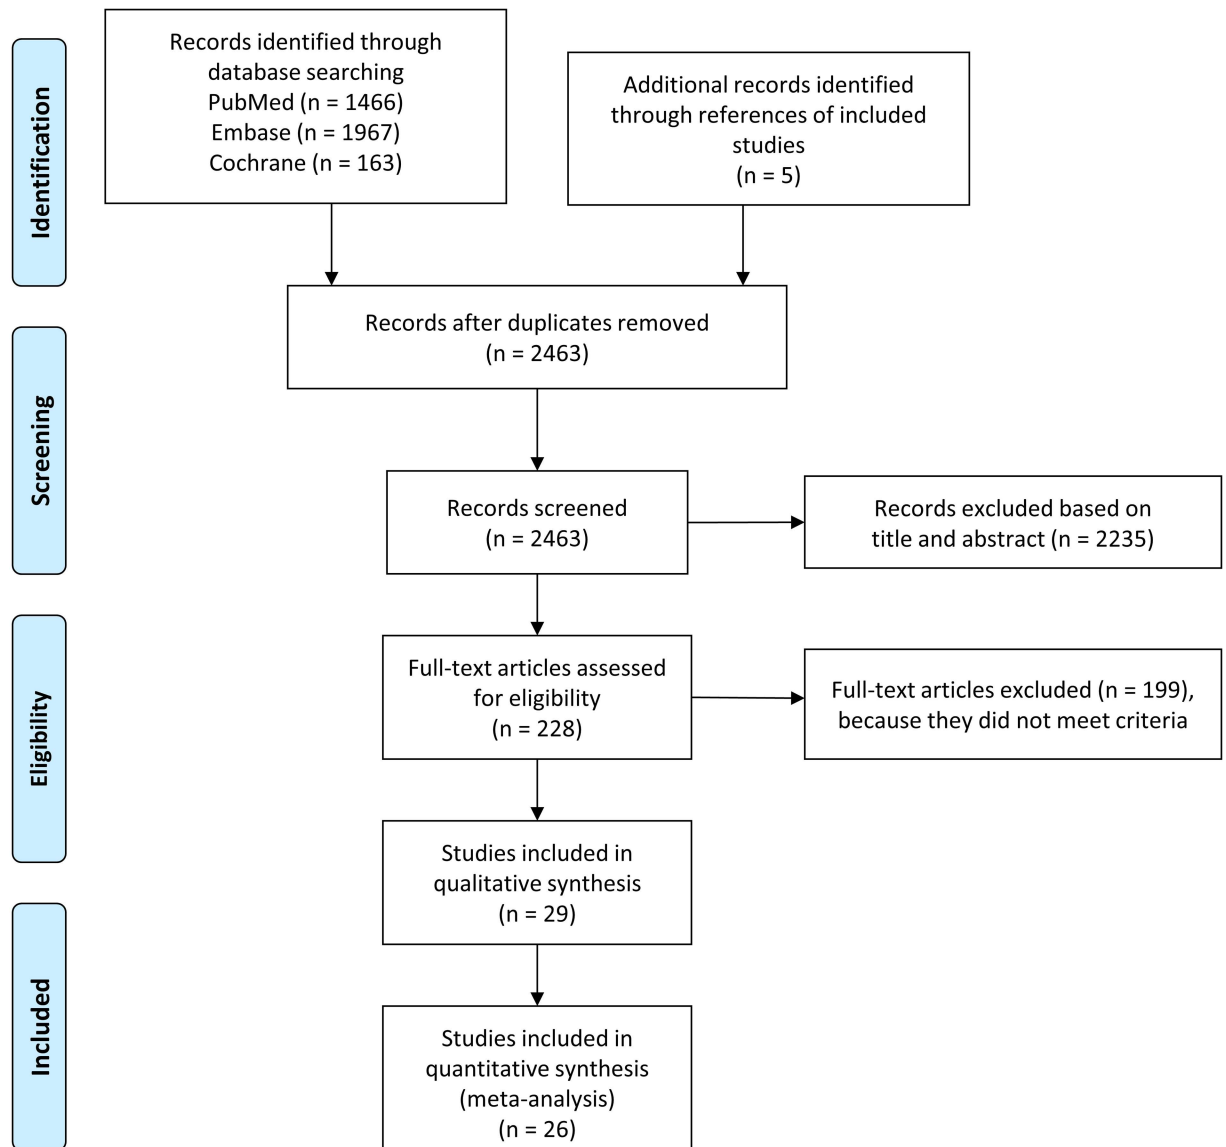 Identification
Records identified through
database searching
PubMed (n = 1466)
Embase (n = 1967)
Cochrane (n = 163)
Additional records identified
through references of included
studies
(n = 5)
Records after duplicates removed
(n = 2463)
Screening
Records screened
(n = 2463)
Records excluded based on
title and abstract (n = 2235)
Eligibility
Full-text articles assessed
for eligibility
(n = 228)
Full-text articles excluded (n = 199),
because they did not meet criteria
Studies included in
qualitative synthesis
(n = 29)
Included
Studies included in
quantitative synthesis
(meta-analysis)
(n = 26)